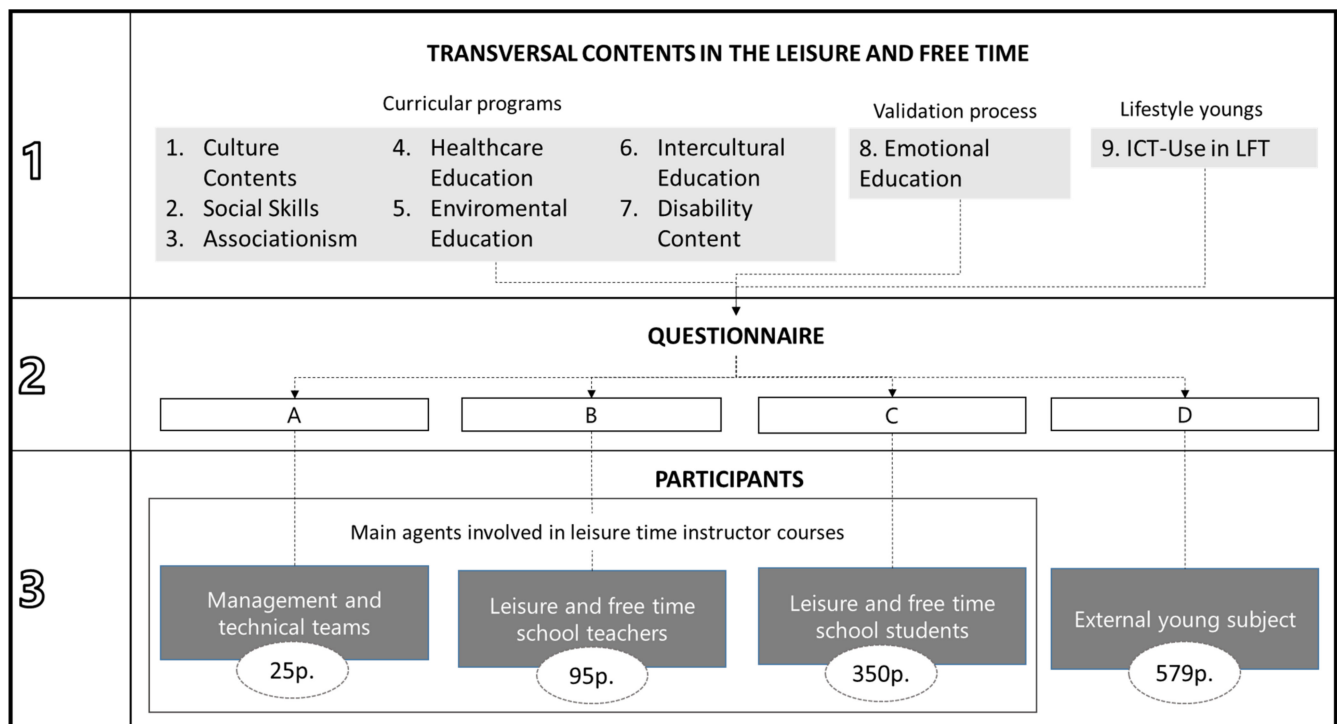 1
TRANSVERSAL CONTENTS IN THE LEISURE AND FREE TIME
Curricular programs
1. Culture
Contents
2. Social Skills
3. Associationism
4. Healthcare
Education
5. Enviromental
Education
6. Intercultural
Education
7. Disability
Content
Validation process
8. Emotional
Education
Lifestyle youngs
9. ICT-Use in LFT
2
QUESTIONNAIRE
A
B
C
D
3
PARTICIPANTS
Main agents involved in leisure time instructor courses
Management and
technical teams
25p.
Leisure and free time
school teachers
95p.
Leisure and free time
school students
350p.
External young subject
579p.